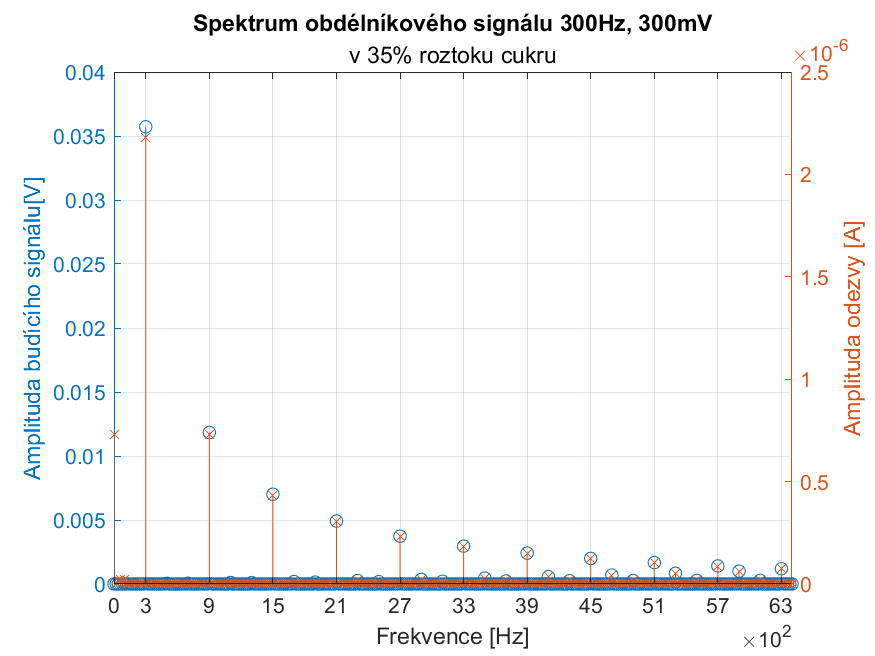 Spektrum obdélníkového signálu 300Hz, 300mV
v 35% roztoku cukru
×10-6
0.04
0.035
0.03
0.025
0.02
0.015
0.01
0.005
0
Amplituda budícího signálu[V]
2.5
2
1.5
1
0.5
0
Amplituda odezvy [A]
0 3 9 15 21 27 33 39 45 51 57 63
Frekvence [Hz]
×102